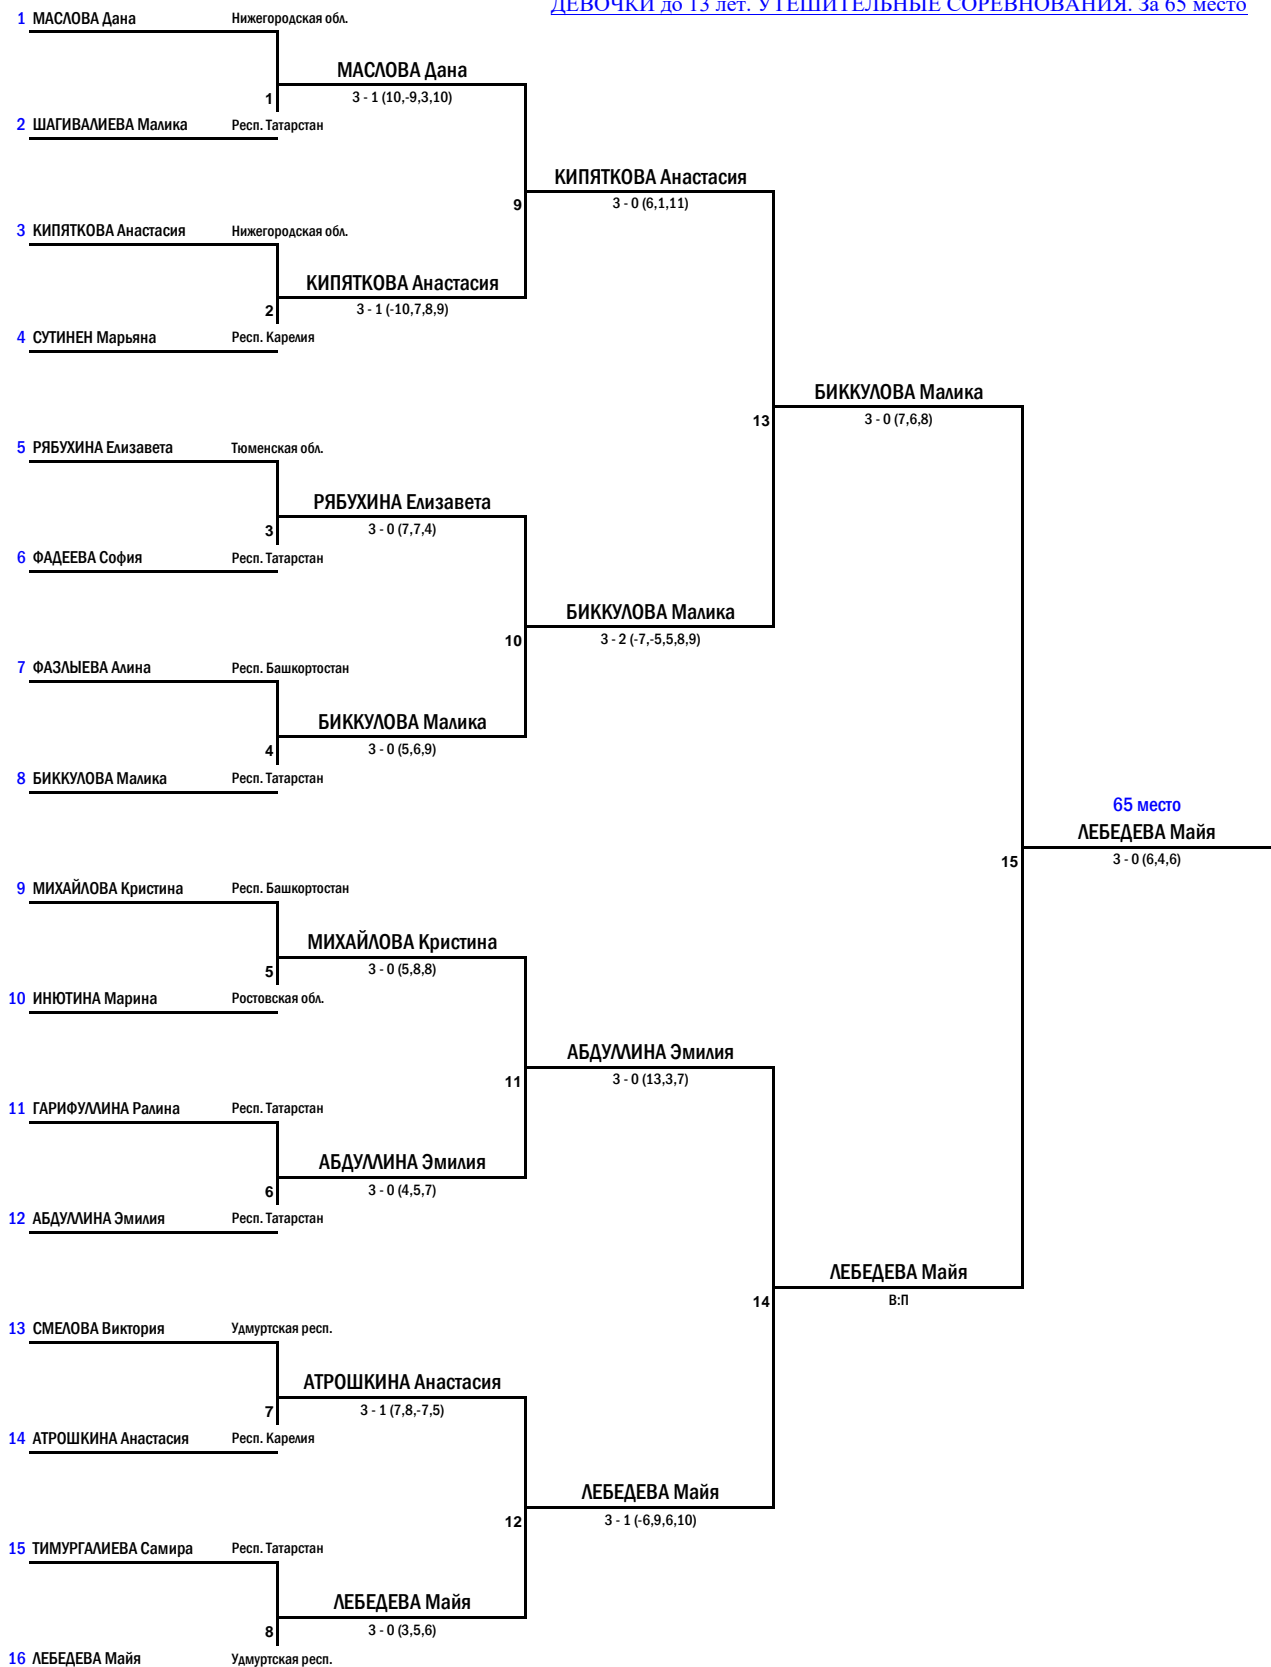 ДЕВОЧКИ до 13 лет. УТЕШИТЕЛЬНЫЕ СОРЕВНОВАНИЯ. За 65 место
1 МАСЛОВА Дана Нижегородская обл.
МАСЛОВА Дана
1 3 - 1 (10,-9,3,10)
2 ШАГИВАЛИЕВА Малика Респ. Татарстан
КИПЯТКОВА Анастасия
9 3 - 0 (6,1,11)
3 КИПЯТКОВА Анастасия Нижегородская обл.
КИПЯТКОВА Анастасия
2 3 - 1 (-10,7,8,9)
4 СУТИНЕН Марьяна Респ. Карелия
БИККУЛОВА Малика
13 3 - 0 (7,6,8)
5 РЯБУХИНА Елизавета Тюменская обл.
РЯБУХИНА Елизавета
3 3 - 0 (7,7,4)
6 ФАДЕЕВА София Респ. Татарстан
БИККУЛОВА Малика
10 3 - 2 (-7,-5,5,8,9)
7 ФАЗЛЫЕВА Алина Респ. Башкортостан
БИККУЛОВА Малика
4 3 - 0 (5,6,9)
8 БИККУЛОВА Малика Респ. Татарстан
65 место
ЛЕБЕДЕВА Майя
15 3 - 0 (6,4,6)
9 МИХАЙЛОВА Кристина Респ. Башкортостан
МИХАЙЛОВА Кристина
5 3 - 0 (5,8,8)
10 ИНЮТИНА Марина Ростовская обл.
АБДУЛЛИНА Эмилия
11 3 - 0 (13,3,7)
11 ГАРИФУЛЛИНА Ралина Респ. Татарстан
АБДУЛЛИНА Эмилия
6 3 - 0 (4,5,7)
12 АБДУЛЛИНА Эмилия Респ. Татарстан
ЛЕБЕДЕВА Майя
14 В:П
13 СМЕЛОВА Виктория Удмуртская респ.
АТРОШКИНА Анастасия
7 3 - 1 (7,8,-7,5)
14 АТРОШКИНА Анастасия Респ. Карелия
ЛЕБЕДЕВА Майя
12 3 - 1 (-6,9,6,10)
15 ТИМУРГАЛИЕВА Самира Респ. Татарстан
ЛЕБЕДЕВА Майя
8 3 - 0 (3,5,6)
16 ЛЕБЕДЕВА Майя Удмуртская респ.